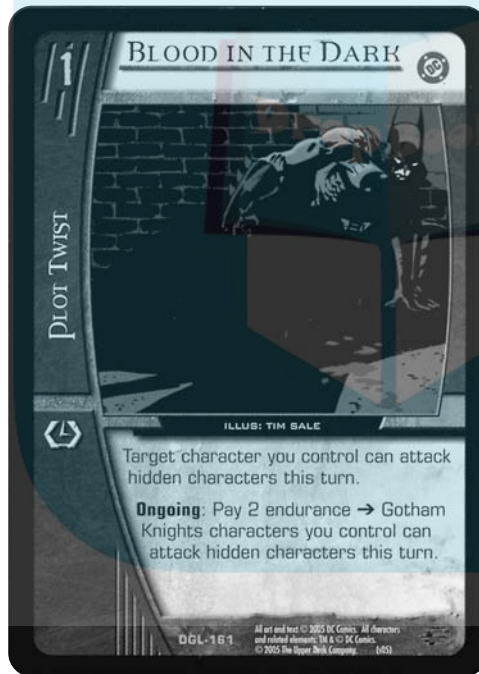 1
BLOOD IN THE DARK
DC
PLOT TWIST
ILLUS: TIM SALE
Target character you control can attack
hidden characters this turn.
Ongoing: Pay 2 endurance → Gotham
Knights characters you control can
attack hidden characters this turn.
DGL-161
All art and text © 2005 DC Comics. All characters
and related elements: TM & © DC Comics.
© 2005 The Upper Deck Company. (v05)